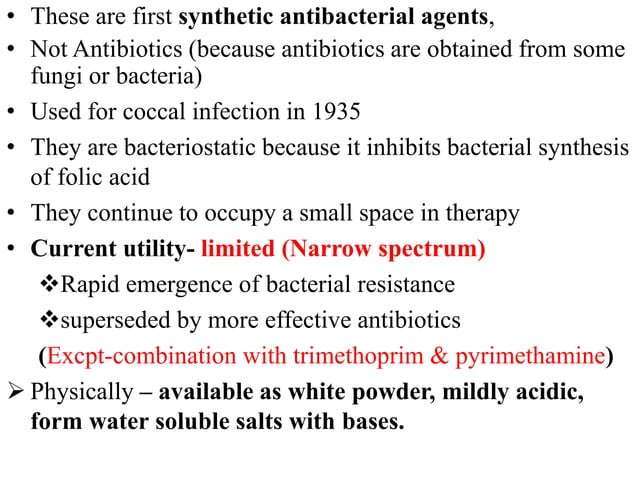 • These are first synthetic antibacterial agents,
• Not Antibiotics (because antibiotics are obtained from some
fungi or bacteria)
• Used for coccal infection in 1935
• They are bacteriostatic because it inhibits bacterial synthesis
of folic acid
• They continue to occupy a small space in therapy
• Current utility- limited (Narrow spectrum)
❖Rapid emergence of bacterial resistance
❖superseded by more effective antibiotics
(Excpt-combination with trimethoprim & pyrimethamine)
➢ Physically – available as white powder, mildly acidic,
form water soluble salts with bases.